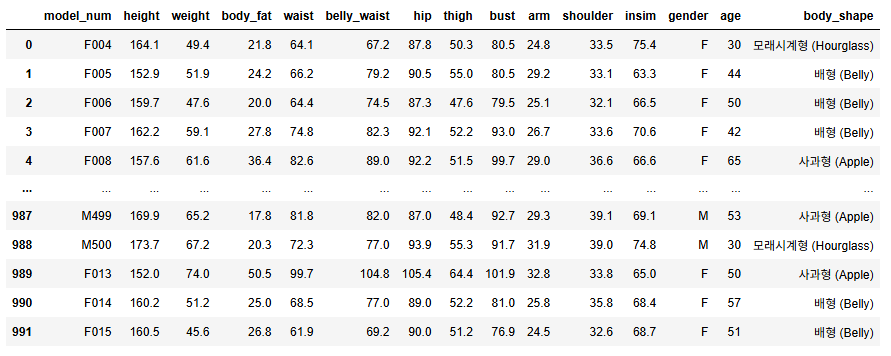 model_num height weight body_fat waist belly_waist hip thigh bust arm shoulder insim gender age body_shape
0 F004 164.1 49.4 21.8 64.1 67.2 87.8 50.3 80.5 24.8 33.5 75.4 F 30 모래시계형 (Hourglass)
1 F005 152.9 51.9 24.2 66.2 79.2 90.5 55.0 80.5 29.2 33.1 63.3 F 44 배형 (Belly)
2 F006 159.7 47.6 20.0 64.4 74.5 87.3 47.6 79.5 25.1 32.1 66.5 F 50 배형 (Belly)
3 F007 162.2 59.1 27.8 74.8 82.3 92.1 52.2 93.0 26.7 33.6 70.6 F 42 배형 (Belly)
4 F008 157.6 61.6 36.4 82.6 89.0 92.2 51.5 99.7 29.0 36.6 66.6 F 65 사과형 (Apple)
... ... ... ... ... ... ... ... ... ... ... ... ... ... ... ...
987 M499 169.9 65.2 17.8 81.8 82.0 87.0 48.4 92.7 29.3 39.1 69.1 M 53 사과형 (Apple)
988 M500 173.7 67.2 20.3 72.3 77.0 93.9 55.3 91.7 31.9 39.0 74.8 M 30 모래시계형 (Hourglass)
989 F013 152.0 74.0 50.5 99.7 104.8 105.4 64.4 101.9 32.8 33.8 65.0 F 50 사과형 (Apple)
990 F014 160.2 51.2 25.0 68.5 77.0 89.0 52.2 81.0 25.8 35.8 68.4 F 57 배형 (Belly)
991 F015 160.5 45.6 26.8 61.9 69.2 90.0 51.2 76.9 24.5 32.6 68.7 F 51 배형 (Belly)